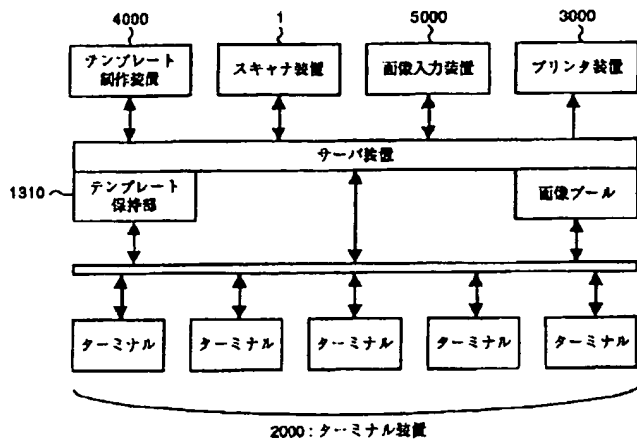 4000
1
5000
3000
テンプレート
制作装置
スキャナ装置
画像入力装置
プリンタ装置
サーバ装置
1310
テンプレート
保持部
画像プール
ターミナル
ターミナル
ターミナル
ターミナル
ターミナル
2000:ターミナル装置